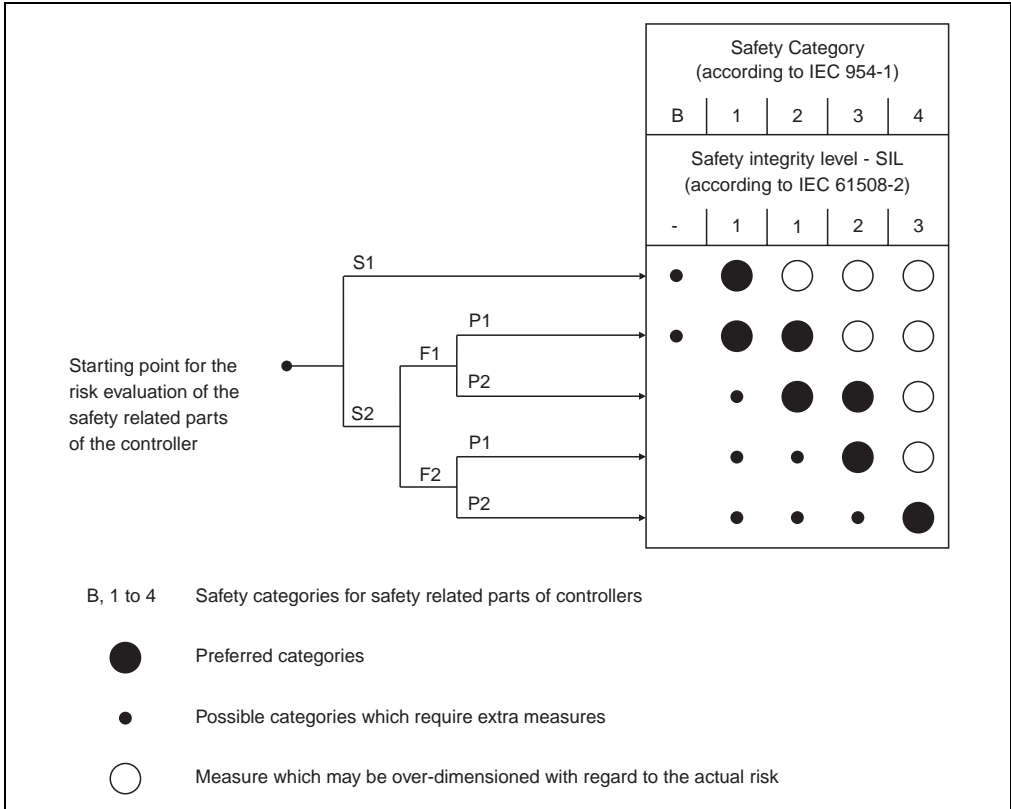 Safety Category
(according to IEC 954-1)
B 1 2 3 4
Safety integrity level - SIL
(according to IEC 61508-2)
- 1 1 2 3
S1
P1
F1
P2
Starting point for the
risk evaluation of the
safety related parts
of the controller
S2
P1
F2
P2
B, 1 to 4 Safety categories for safety related parts of controllers
Preferred categories
Possible categories which require extra measures
Measure which may be over-dimensioned with regard to the actual risk